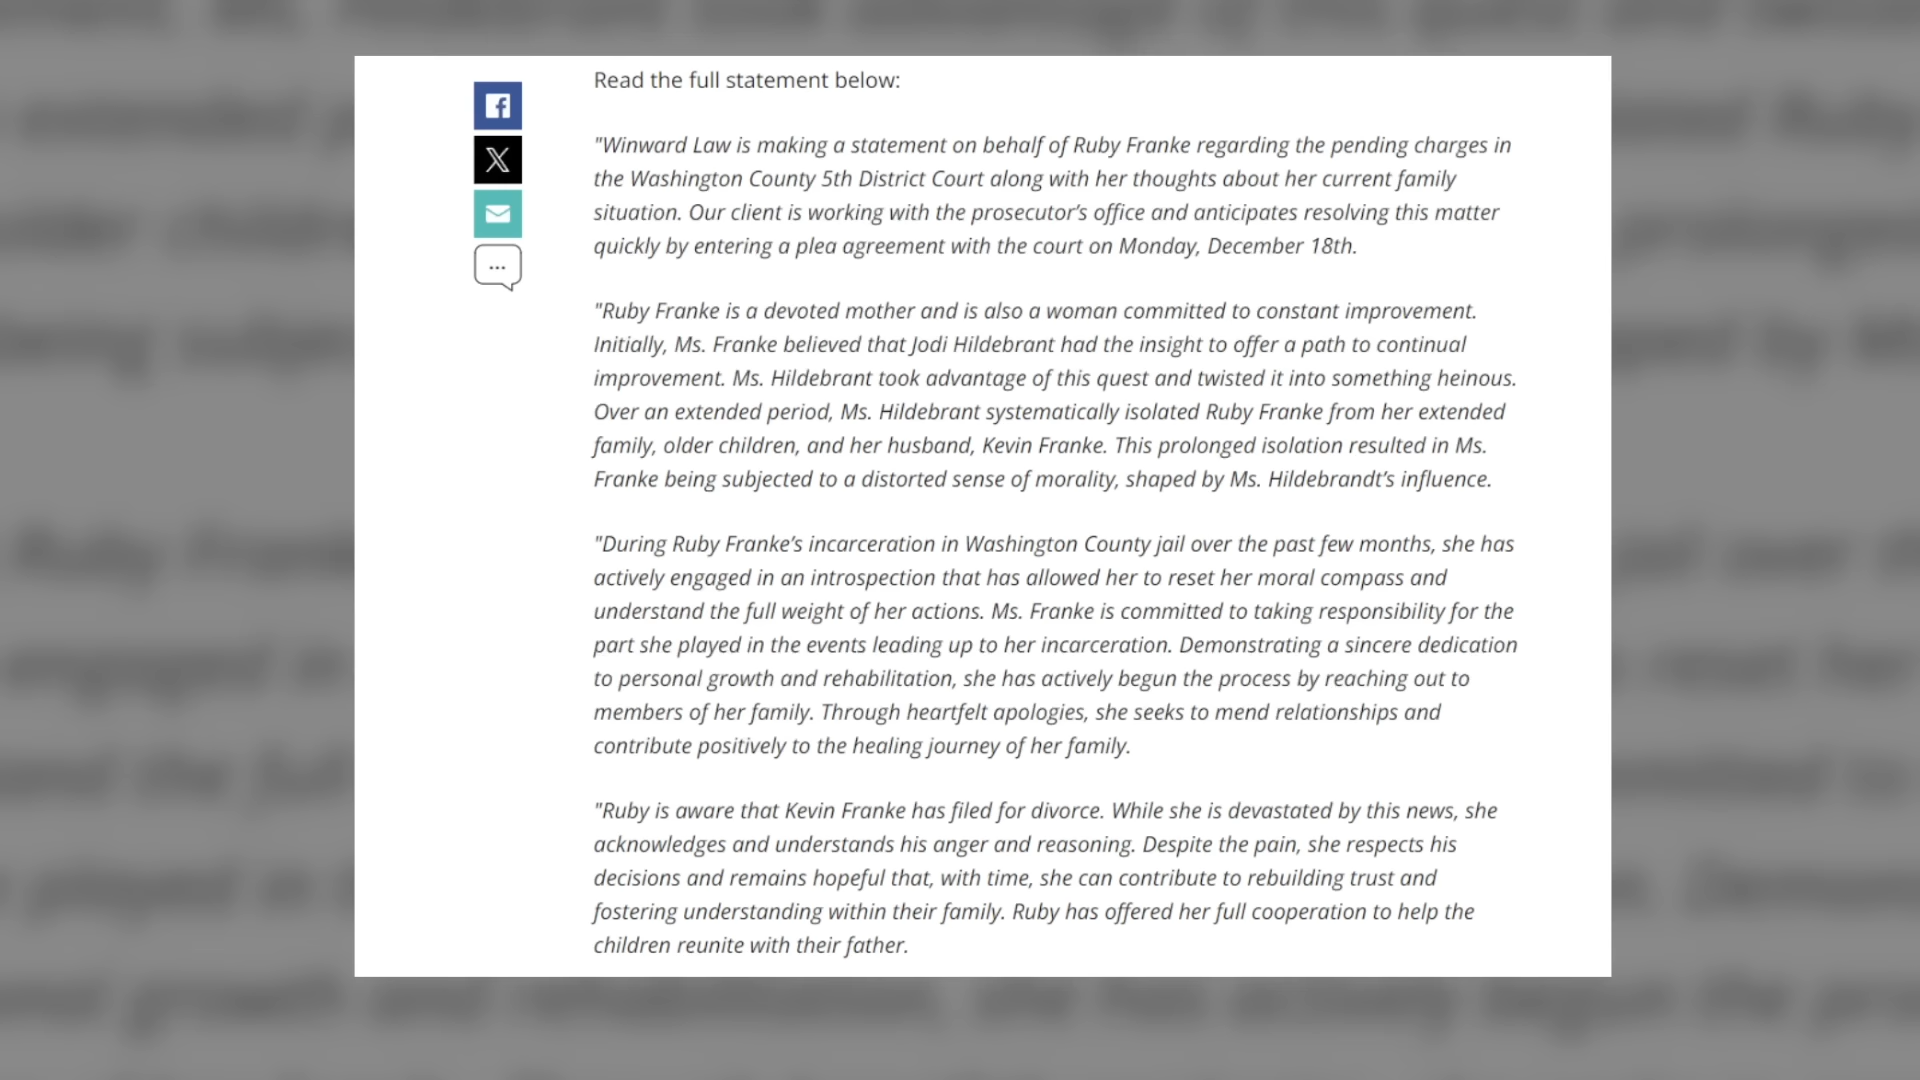 Read the full statement below:
"Winward Law is making a statement on behalf of Ruby Franke regarding the pending charges in
the Washington County 5th District Court along with her thoughts about her current family
situation. Our client is working with the prosecutor's office and anticipates resolving this matter
quickly by entering a plea agreement with the court on Monday, December 18th.
"Ruby Franke is a devoted mother and is also a woman committed to constant improvement.
Initially, Ms. Franke believed that Jodi Hildebrant had the insight to offer a path to continual
improvement. Ms. Hildebrant took advantage of this quest and twisted it into something heinous.
Over an extended period, Ms. Hildebrant systematically isolated Ruby Franke from her extended
family, older children, and her husband, Kevin Franke. This prolonged isolation resulted in Ms.
Franke being subjected to a distorted sense of morality, shaped by Ms. Hildebrandt's influence.
"During Ruby Franke's incarceration in Washington County jail over the past few months, she has
actively engaged in an introspection that has allowed her to reset her moral compass and
understand the full weight of her actions. Ms. Franke is committed to taking responsibility for the
part she played in the events leading up to her incarceration. Demonstrating a sincere dedication
to personal growth and rehabilitation, she has actively begun the process by reaching out to
members of her family. Through heartfelt apologies, she seeks to mend relationships and
contribute positively to the healing journey of her family.
"Ruby is aware that Kevin Franke has filed for divorce. While she is devastated by this news, she
acknowledges and understands his anger and reasoning. Despite the pain, she respects his
decisions and remains hopeful that, with time, she can contribute to rebuilding trust and
fostering understanding within their family. Ruby has offered her full cooperation to help the
children reunite with their father.